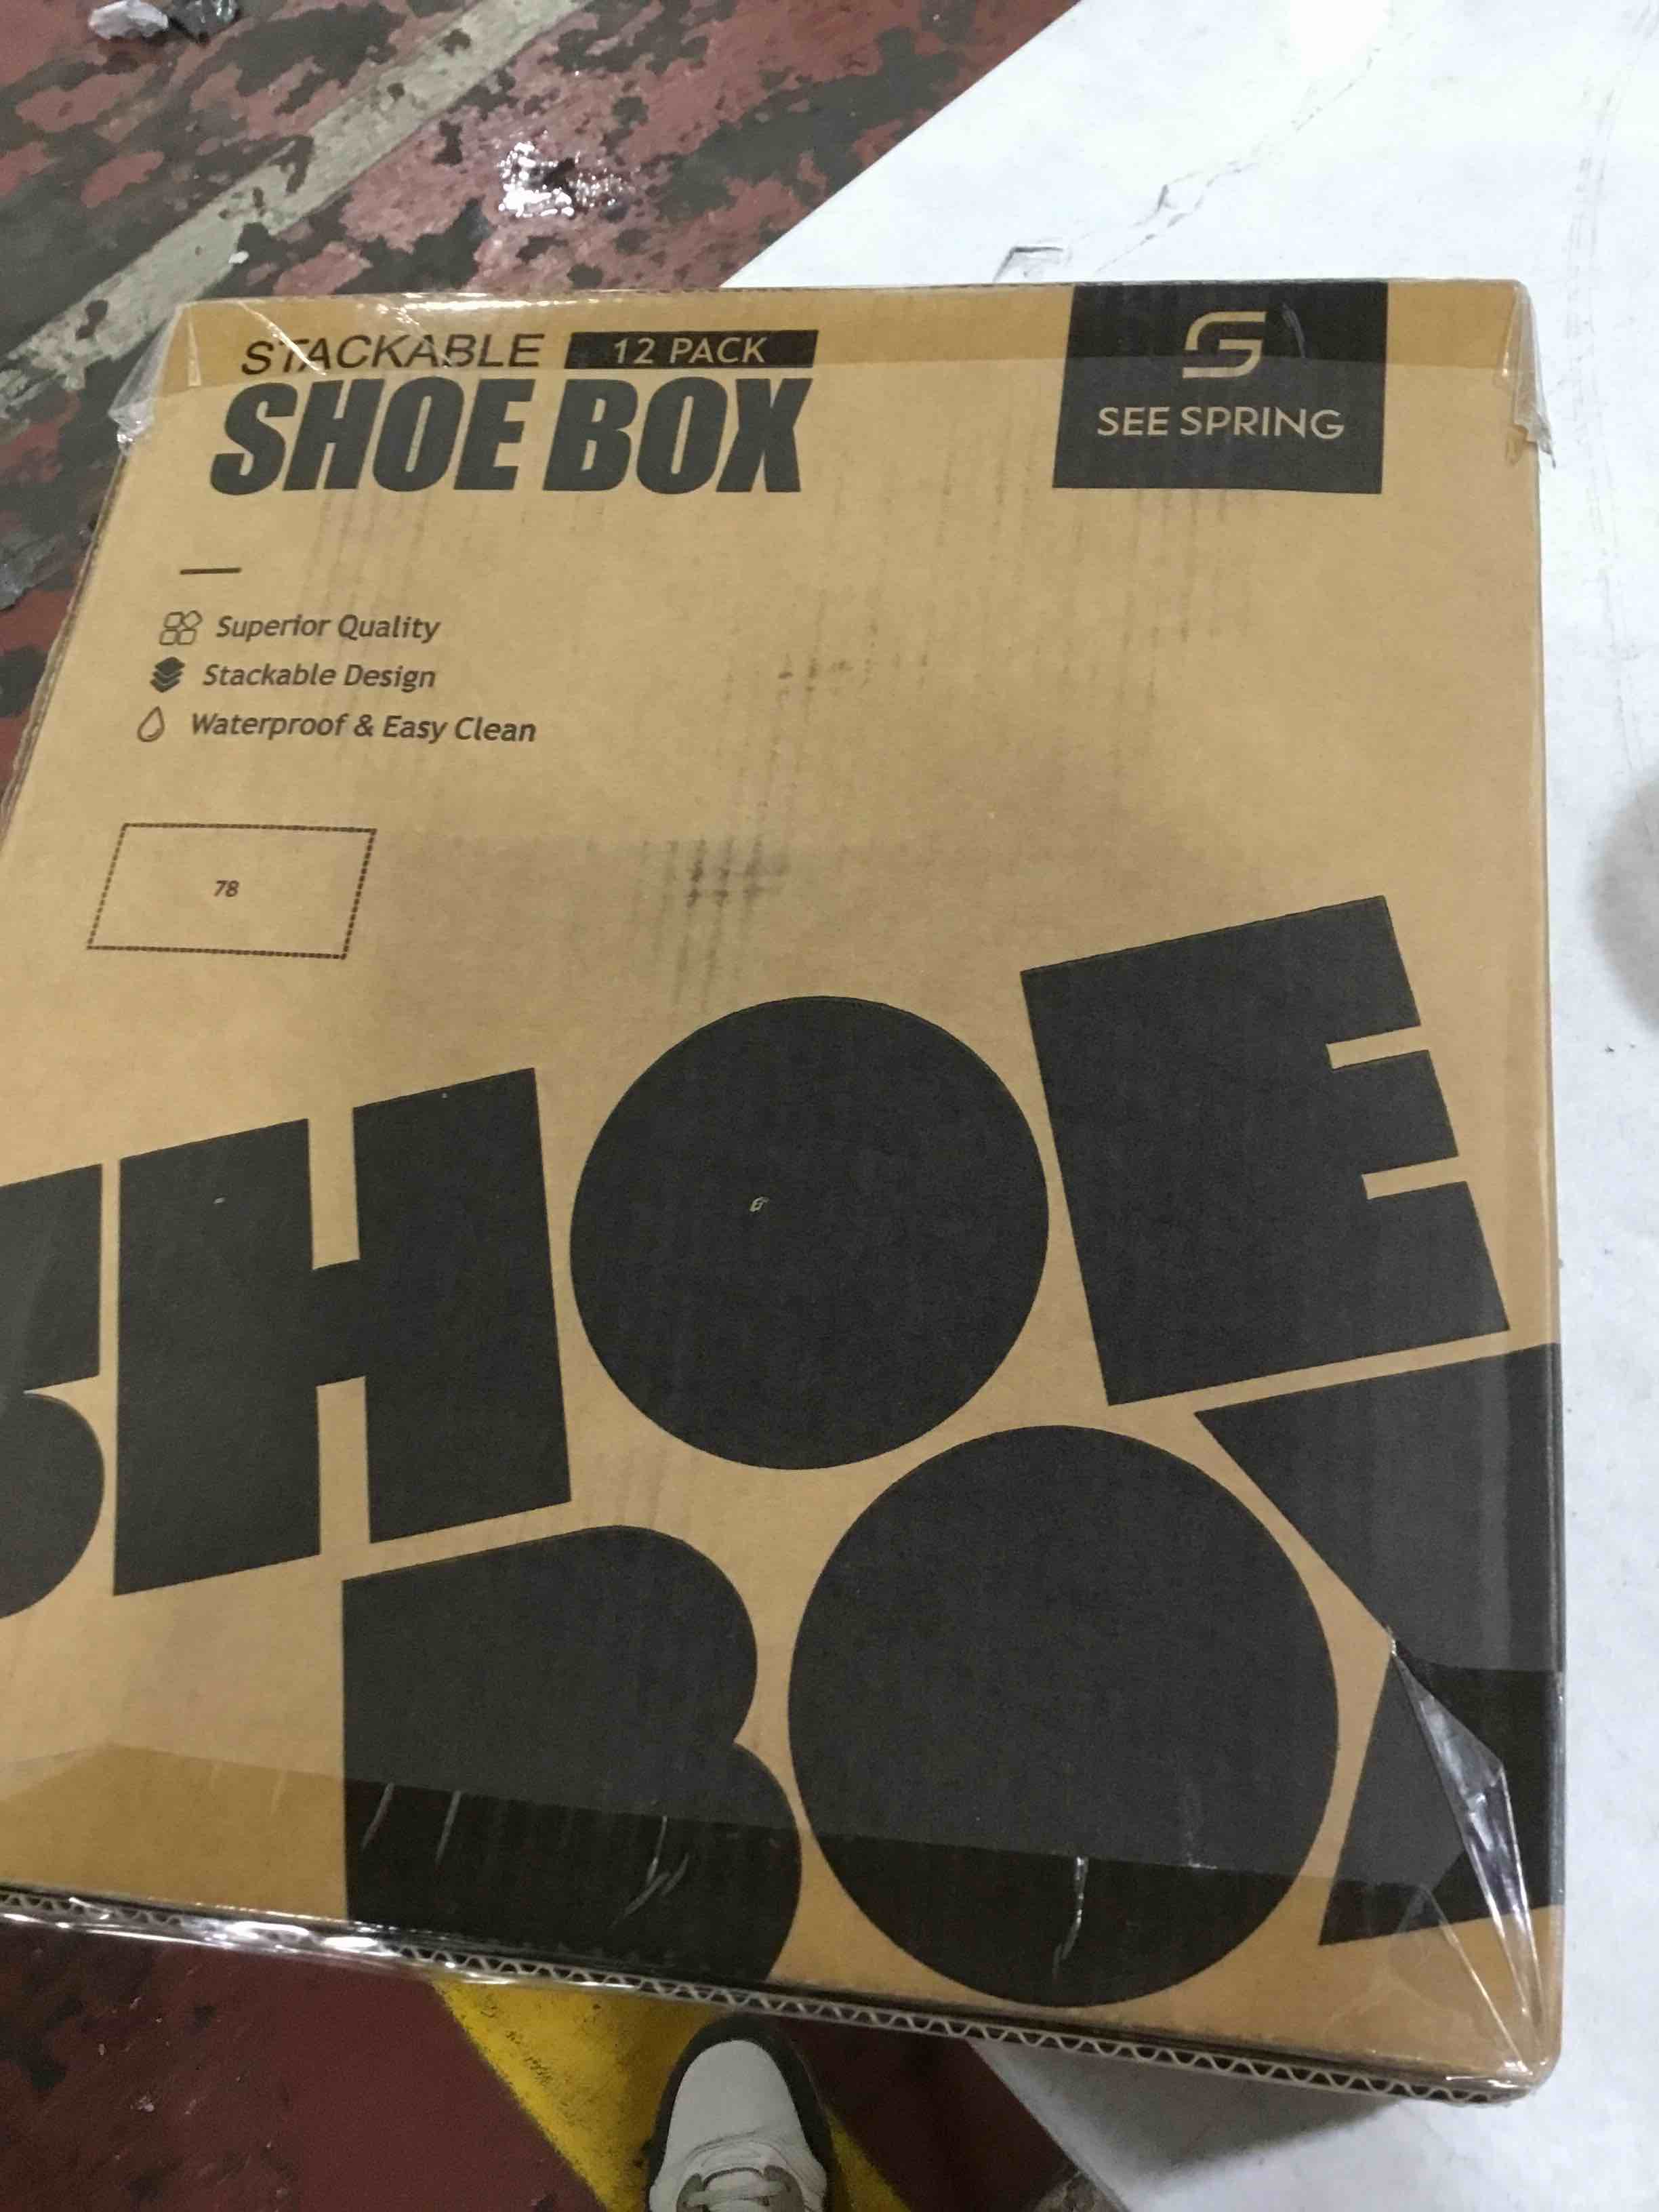 STACKABLE 12 PACK
SHOE BOX
SEE SPRING
Superior Quality
Stackable Design
Waterproof & Easy Clean
78
SHOE
BOX